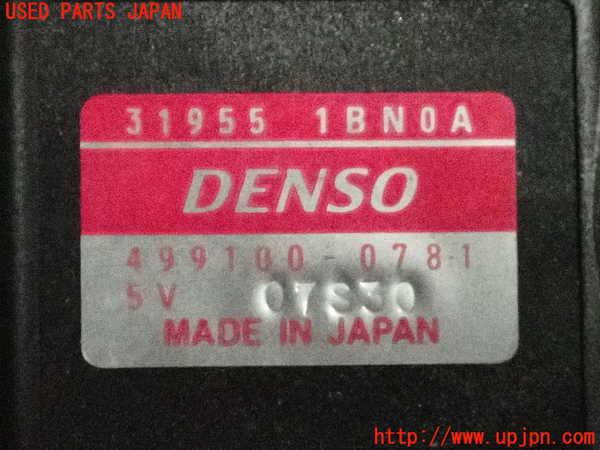 USED PARTS JAPAN
31955 1BN0A
DENSO
499100-0781
5V 07S30
MADE IN JAPAN
http://www.upjpn.com